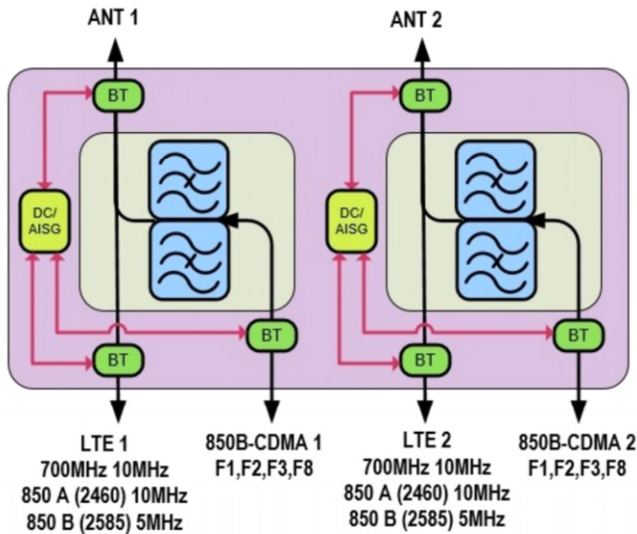 ANT 1
ANT 2
BT
BT
DC/
AISG
DC/
AISG
BT
BT
BT
BT
LTE 1
700MHz 10MHz
850 A (2460) 10MHz
850 B (2585) 5MHz
850B-CDMA 1
F1,F2,F3,F8
LTE 2
700MHz 10MHz
850 A (2460) 10MHz
850 B (2585) 5MHz
850B-CDMA 2
F1,F2,F3,F8